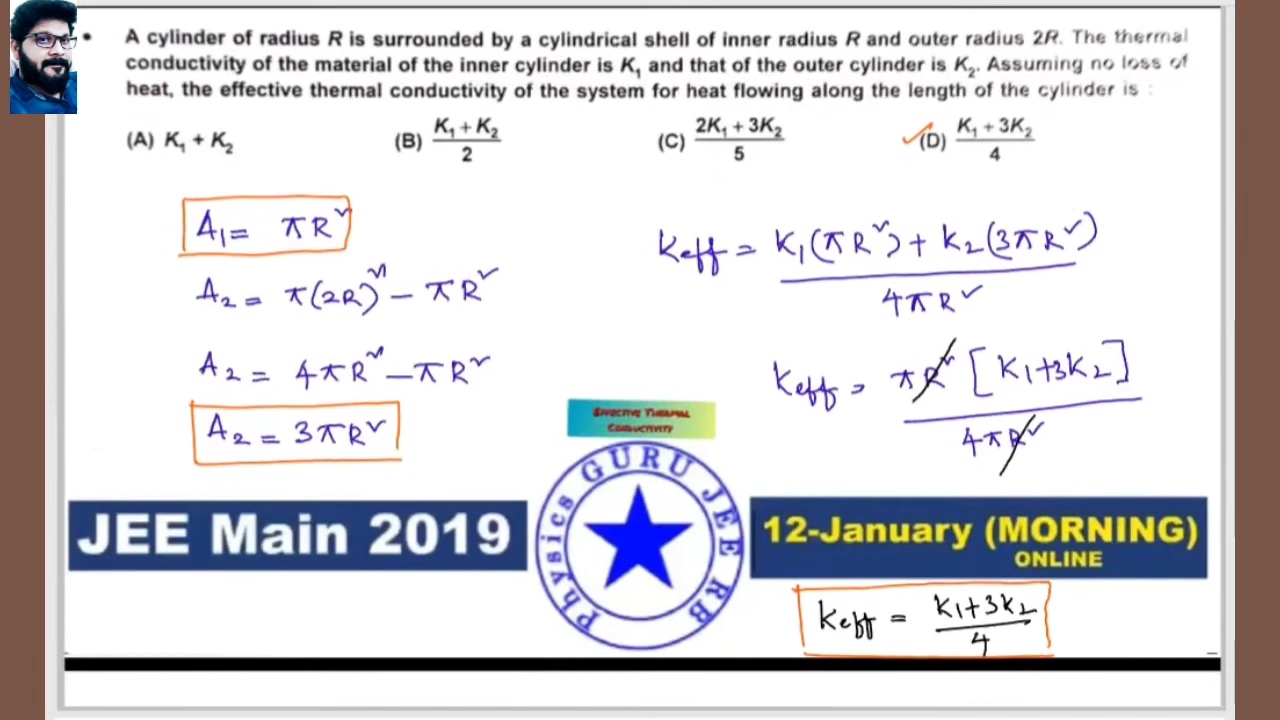 • A cylinder of radius R is surrounded by a cylindrical shell of inner radius R and outer radius 2R. The thermal
conductivity of the material of the inner cylinder is K₁ and that of the outer cylinder is K₂. Assuming no loss of
heat, the effective thermal conductivity of the system for heat flowing along the length of the cylinder is :
(A) K₁ + K₂ (B) (K₁ + K₂)/2 (C) (2K₁ + 3K₂)/5 (D) (K₁ + 3K₂)/4
A₁ = πR²
A₂ = π(2R)² − πR²
A₂ = 4πR² − πR²
A₂ = 3πR²
Keff = (K₁(πR²) + K₂(3πR²))/4πR²
Keff = πR² [K₁+3K₂]/4πR²
EFFECTIVE THERMAL
CONDUCTIVITY
Physics GURU JEE RB
JEE Main 2019
12-January (MORNING)
ONLINE
Keff = (K₁+3K₂)/4